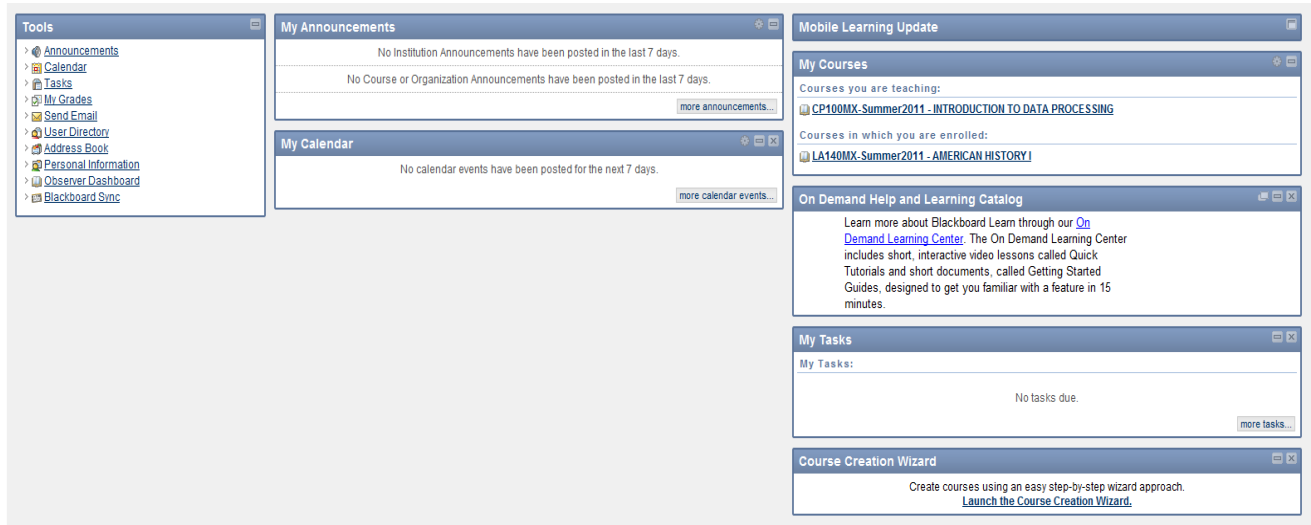 Tools
Announcements
Calendar
Tasks
My Grades
Send Email
User Directory
Address Book
Personal Information
Observer Dashboard
Blackboard Sync
My Announcements
No Institution Announcements have been posted in the last 7 days.
No Course or Organization Announcements have been posted in the last 7 days.
more announcements...
My Calendar
No calendar events have been posted for the next 7 days.
more calendar events...
Mobile Learning Update
My Courses
Courses you are teaching:
CP100MX-Summer2011 - INTRODUCTION TO DATA PROCESSING
Courses in which you are enrolled:
LA140MX-Summer2011 - AMERICAN HISTORY I
On Demand Help and Learning Catalog
Learn more about Blackboard Learn through our On
Demand Learning Center. The On Demand Learning Center
includes short, interactive video lessons called Quick
Tutorials and short documents, called Getting Started
Guides, designed to get you familiar with a feature in 15
minutes.
My Tasks
My Tasks:
No tasks due.
more tasks...
Course Creation Wizard
Create courses using an easy step-by-step wizard approach.
Launch the Course Creation Wizard.